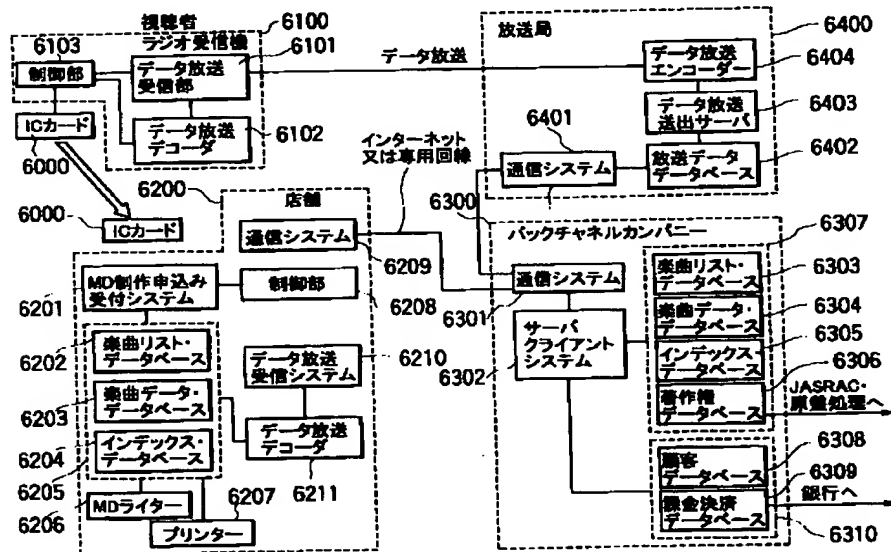 視聴者
6100
ラジオ受信機
6103
6101
制御部
データ放送
受信部
ICカード
6000
データ放送
デコーダ
6102
6000
ICカード
データ放送
インターネット
又は専用回線
放送局
6400
データ放送
エンコーダー
6404
6403
データ放送
送出サーバ
6401
通信システム
放送データ
データベース
6402
6200
店舗
通信システム
6209
6201
MD制作申込み
受付システム
制御部
6208
6202
楽曲リスト・
データベース
6203
楽曲データ・
データベース
6204
インデックス・
データベース
6205
6206
MDライター
6207
プリンター
データ放送
受信システム
6210
データ放送
デコーダ
6211
6300
バックチャネルカンパニー
6307
通信システム
6301
サーバ
クライアント
システム
6302
楽曲リスト・
データベース
6303
楽曲データ・
データベース
6304
インデックス
データベース
6305
著作権
データベース
6306
JASRAC・
原盤処理へ
顧客
データベース
6308
課金決済
データベース
6309
銀行へ
6310